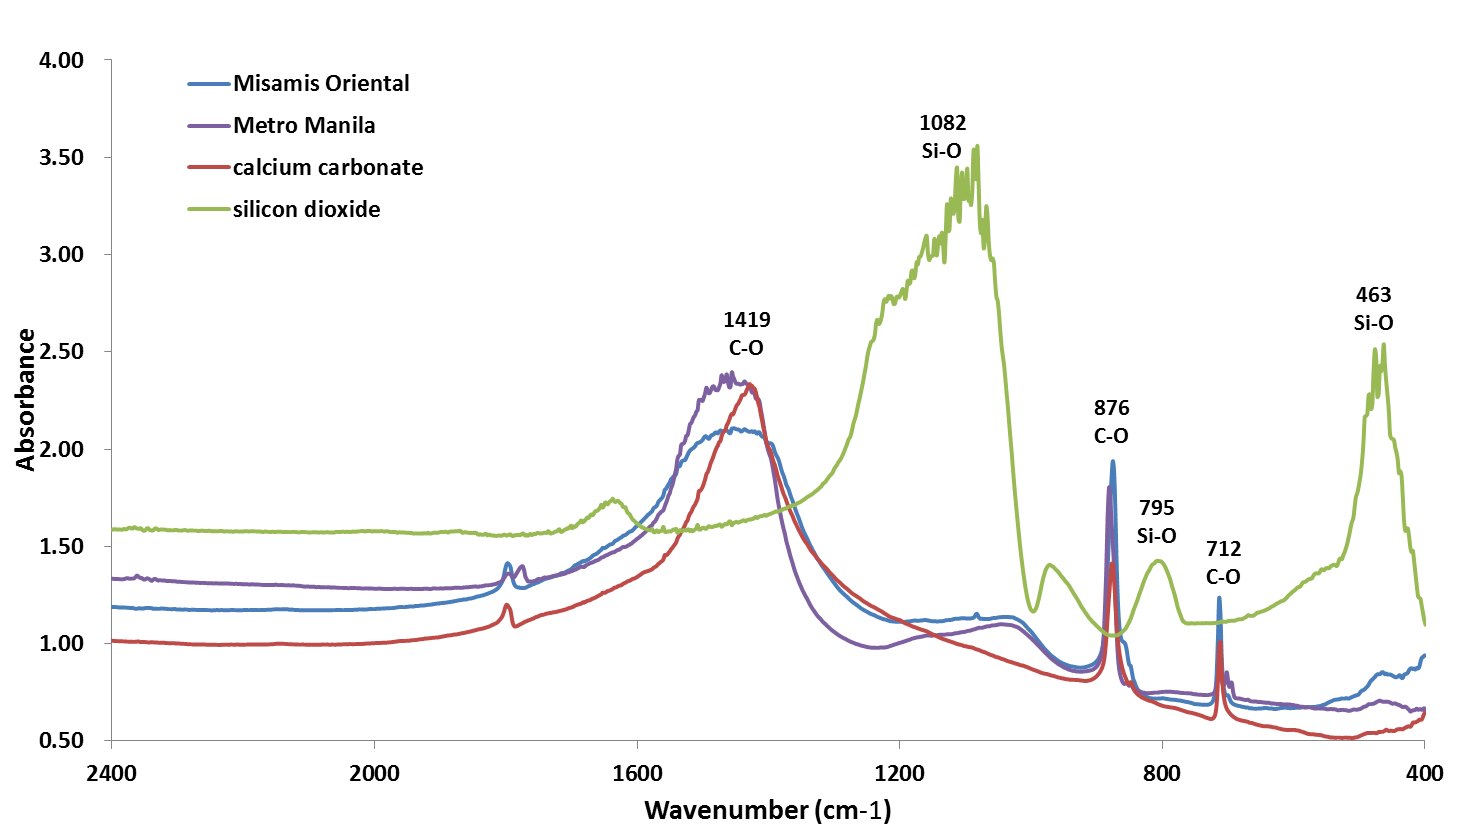 4.00
3.50
3.00
2.50
2.00
1.50
1.00
0.50
Absorbance
Misamis Oriental
Metro Manila
calcium carbonate
silicon dioxide
1419
C-O
1082
Si-O
876
C-O
795
Si-O
712
C-O
463
Si-O
2400
2000
1600
1200
800
400
Wavenumber (cm-1)